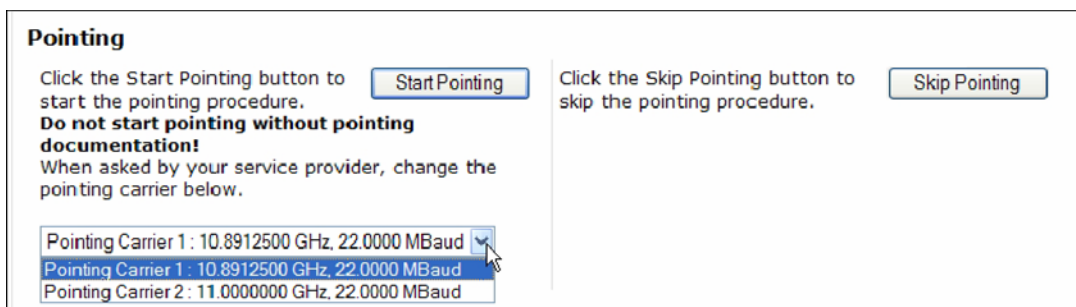 Pointing
Click the Start Pointing button to
start the pointing procedure.
Do not start pointing without pointing
documentation!
When asked by your service provider, change the
pointing carrier below.
Start Pointing
Pointing Carrier 1 : 10.8912500 GHz, 22.0000 MBaud
Pointing Carrier 1 : 10.8912500 GHz, 22.0000 MBaud
Pointing Carrier 2 : 11.0000000 GHz, 22.0000 MBaud
Click the Skip Pointing button to
skip the pointing procedure.
Skip Pointing